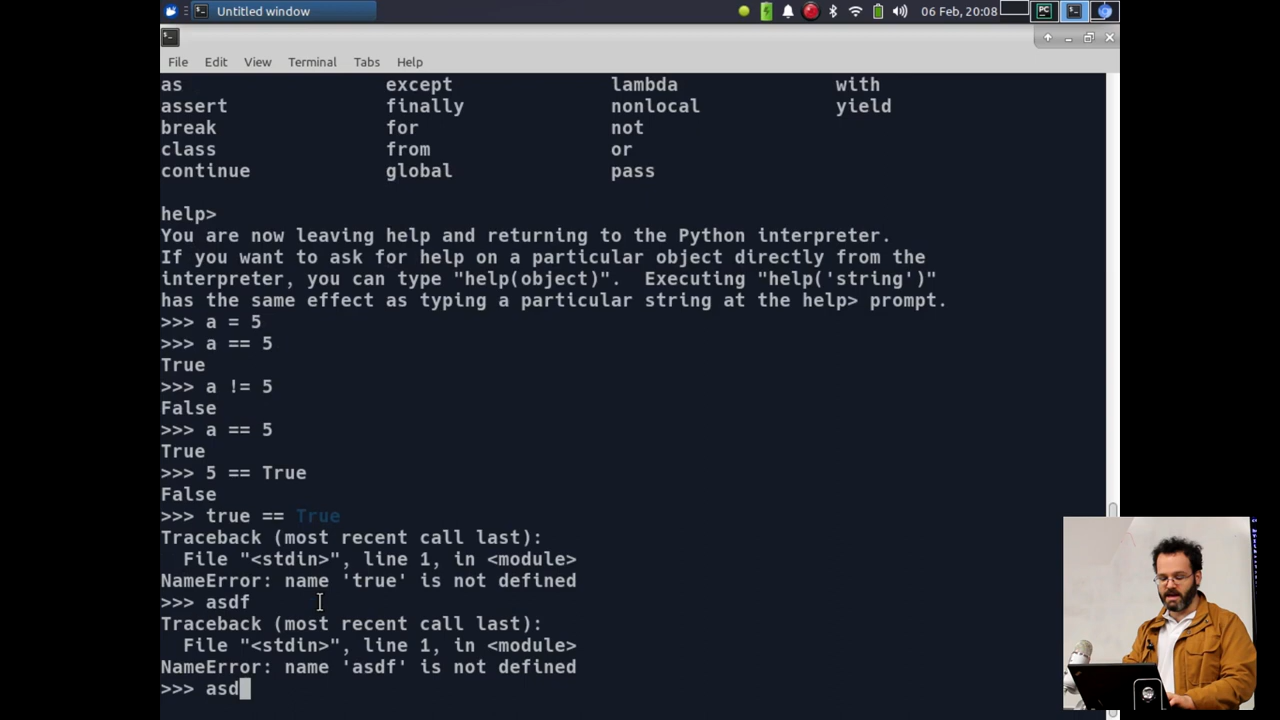 Untitled window
06 Feb, 20:08
File Edit View Terminal Tabs Help
as except lambda with
assert finally nonlocal yield
break for not
class from or
continue global pass
help>
You are now leaving help and returning to the Python interpreter.
If you want to ask for help on a particular object directly from the
interpreter, you can type "help(object)".  Executing "help('string')"
has the same effect as typing a particular string at the help> prompt.
>>> a = 5
>>> a == 5
True
>>> a != 5
False
>>> a == 5
True
>>> 5 == True
False
>>> true == True
Traceback (most recent call last):
  File "<stdin>", line 1, in <module>
NameError: name 'true' is not defined
>>> asdf
Traceback (most recent call last):
  File "<stdin>", line 1, in <module>
NameError: name 'asdf' is not defined
>>> asd